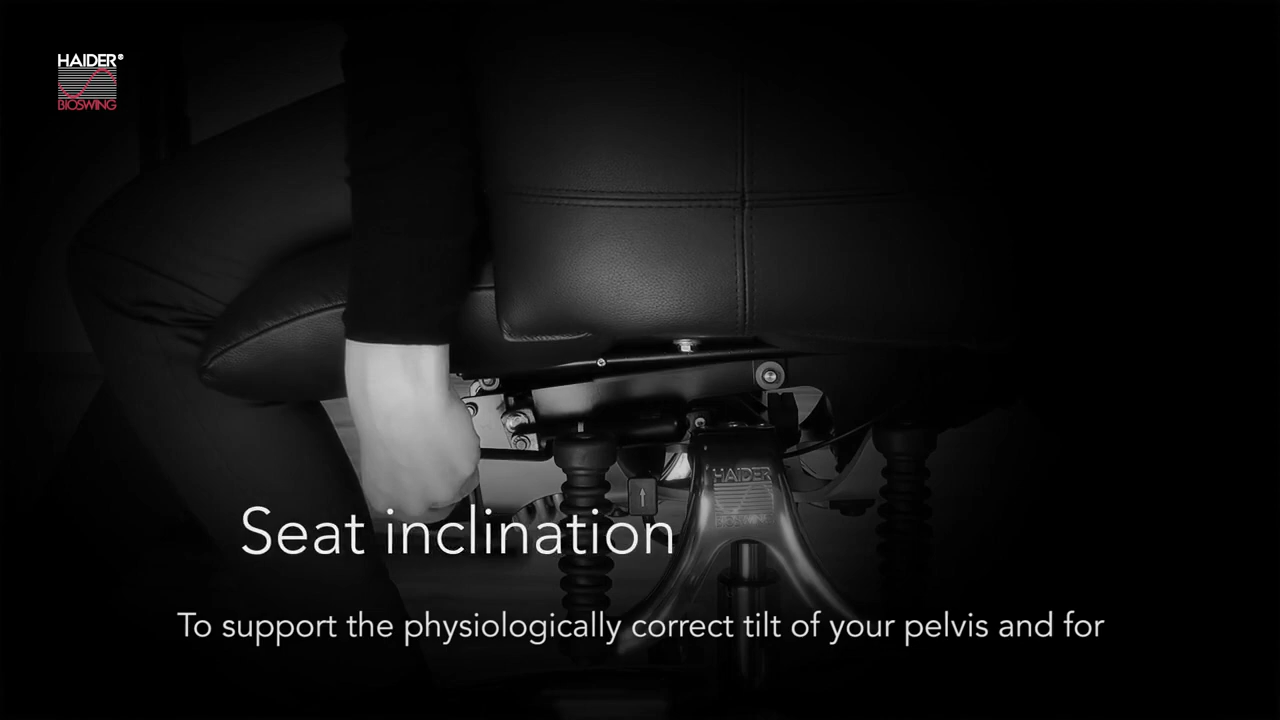 HAIDER®
BIOSWING
HAIDER
BIOSWING
Seat inclination
To support the physiologically correct tilt of your pelvis and for